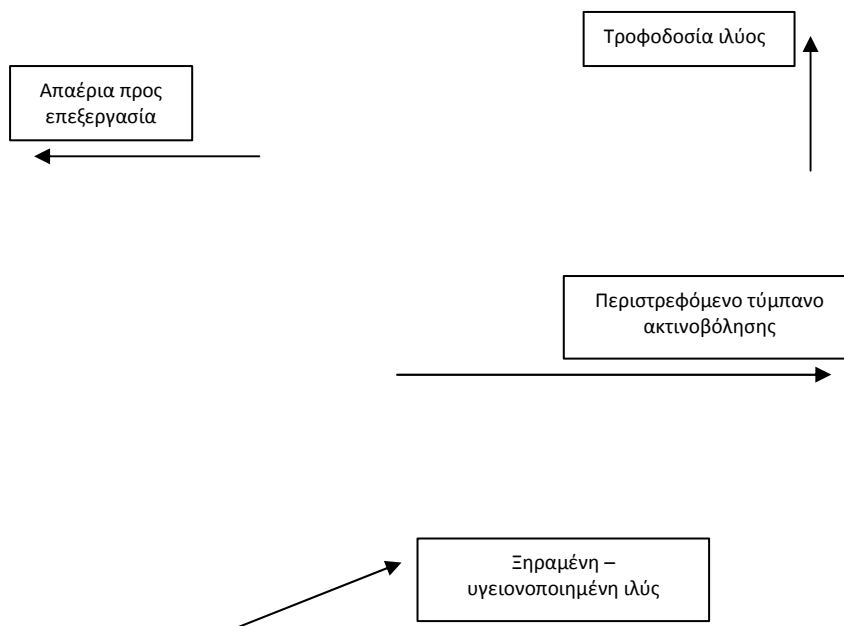 Τροφοδοσία ιλύος
Απαέρια προς
επεξεργασία
Περιστρεφόμενο τύμπανο
ακτινοβόλησης
Ξηραμένη –
υγειονοποιημένη ιλύς